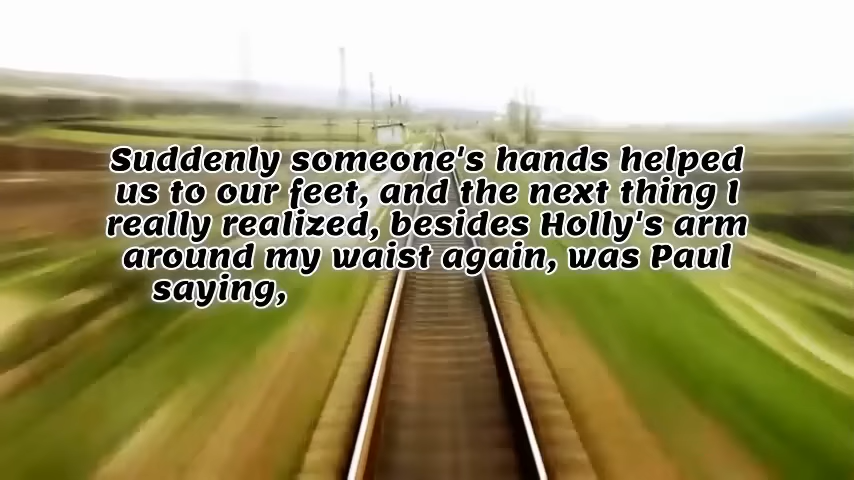 Suddenly someone's hands helped
us to our feet, and the next thing I
really realized, besides Holly's arm
around my waist again, was Paul
saying,